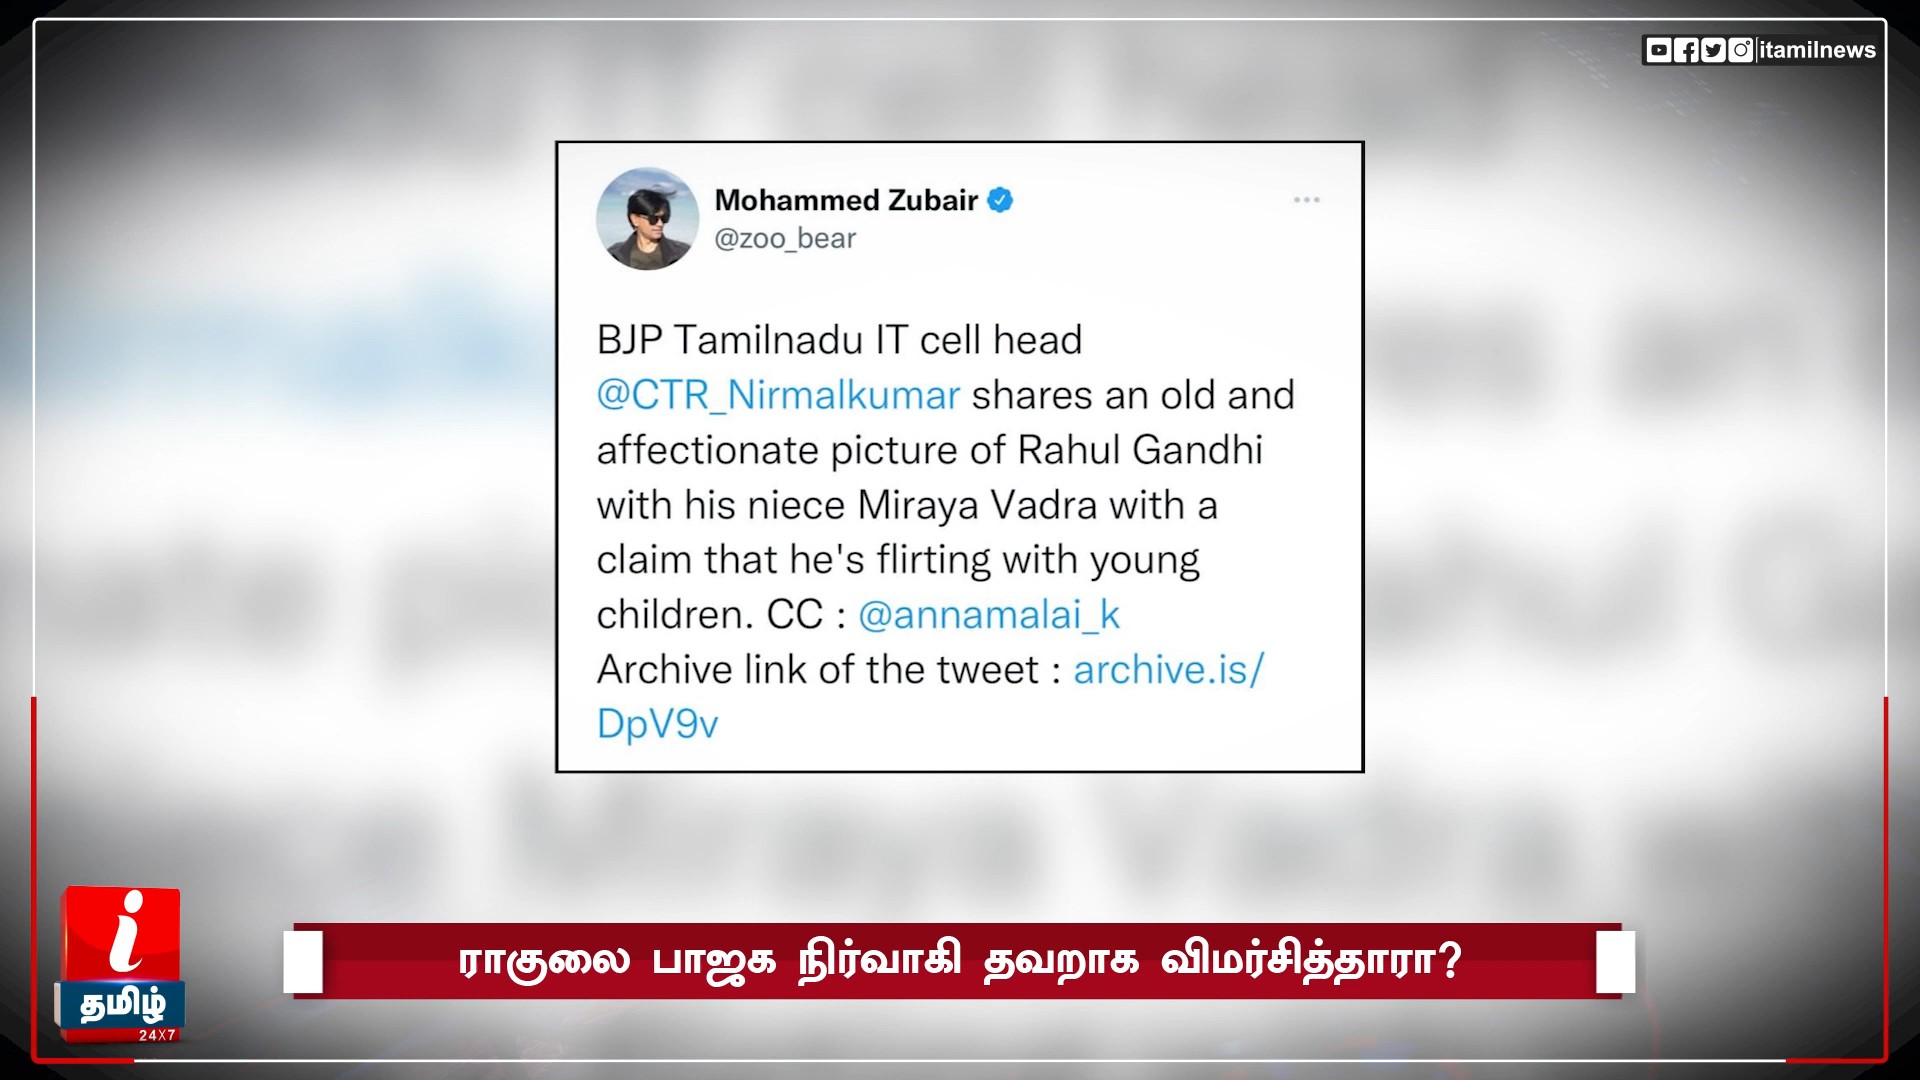 itamilnews
Mohammed Zubair
@zoo_bear
BJP Tamilnadu IT cell head
@CTR_Nirmalkumar shares an old and
affectionate picture of Rahul Gandhi
with his niece Miraya Vadra with a
claim that he's flirting with young
children. CC : @annamalai_k
Archive link of the tweet : archive.is/
DpV9v
ராகுலை பாஜக நிர்வாகி தவறாக விமர்சித்தாரா?
i
தமிழ்
24X7